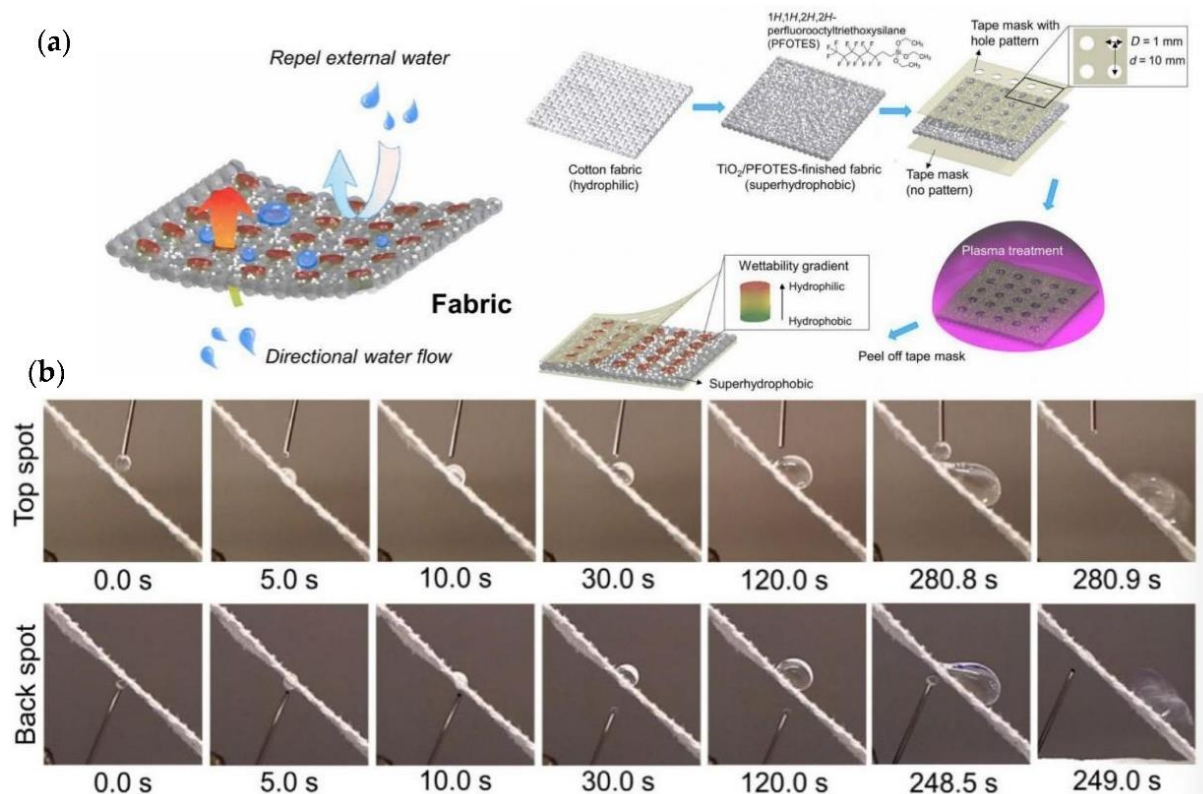 (a)
Repel external water
Fabric
Directional water flow
1H,1H,2H,2H-
perfluorooctyltriethoxysilane
(PFOTES)
F F F F F F
F
F
F F F F F F
O CH₃
Si O CH₃
O CH₃
Cotton fabric
(hydrophilic)
TiO₂/PFOTES-finished fabric
(superhydrophobic)
Tape mask with
hole pattern
D = 1 mm
d = 10 mm
Tape mask
(no pattern)
Plasma treatment
Peel off tape mask
Wettability gradient
Hydrophilic
Hydrophobic
Superhydrophobic
(b)
Top spot
0.0 s 5.0 s 10.0 s 30.0 s 120.0 s 280.8 s 280.9 s
Back spot
0.0 s 5.0 s 10.0 s 30.0 s 120.0 s 248.5 s 249.0 s